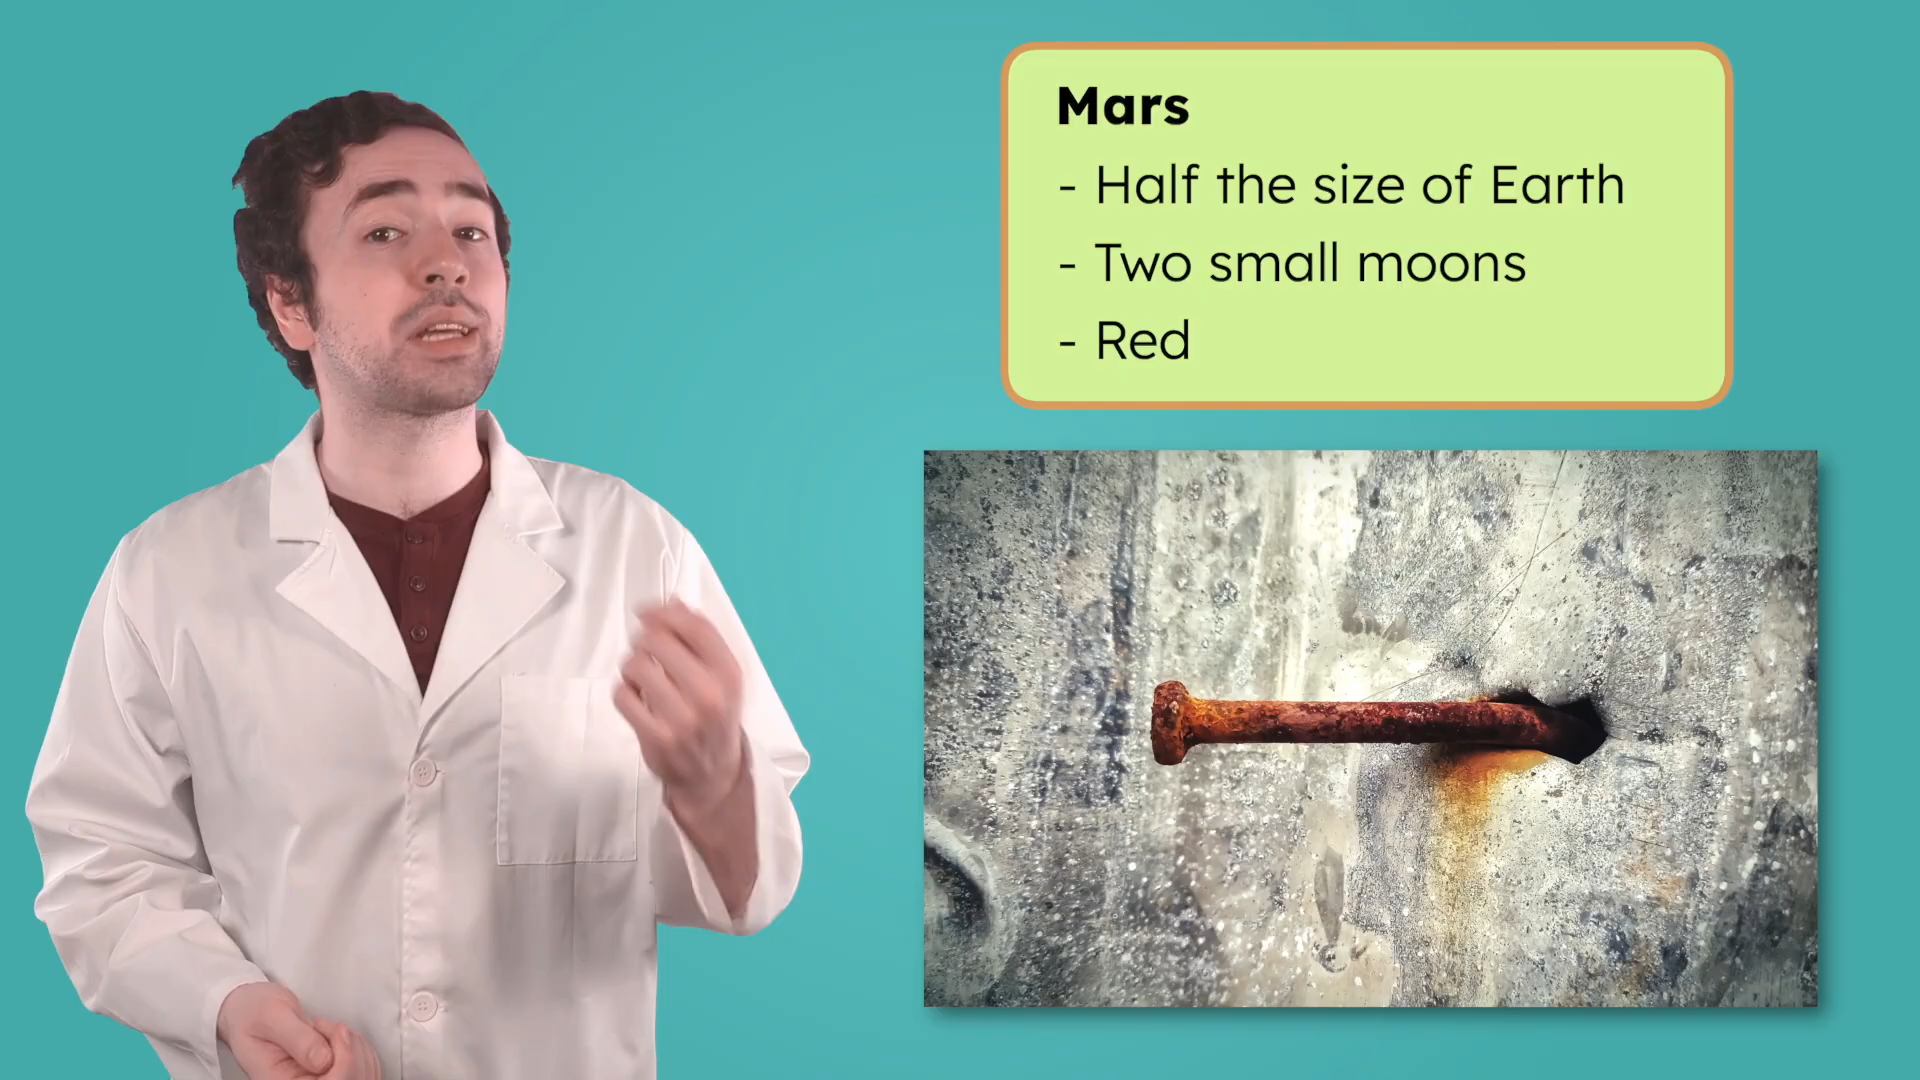 Mars
- Half the size of Earth
- Two small moons
- Red